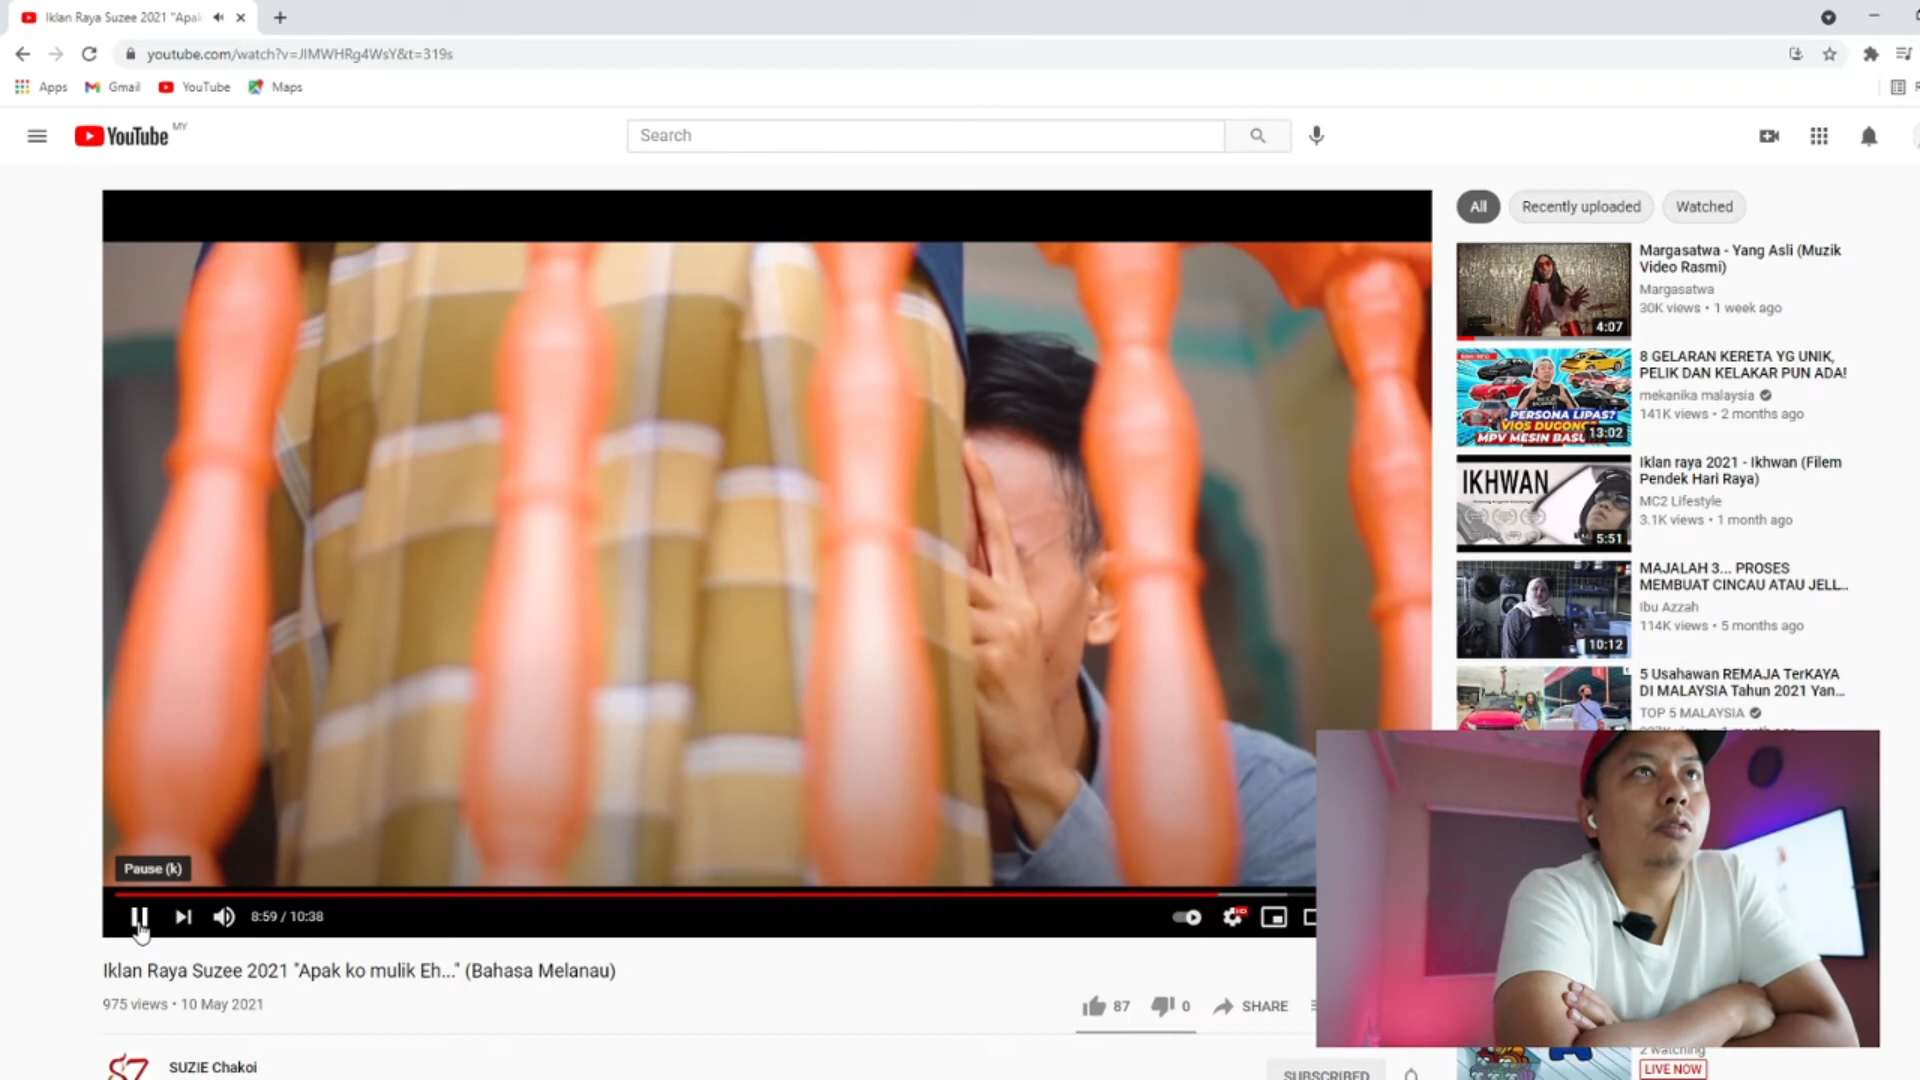 Iklan Raya Suzee 2021 "Apak
youtube.com/watch?v=JIMWHRg4WsY&t=319s
Apps
Gmail
YouTube
Maps
YouTube MY
Search
All
Recently uploaded
Watched
4:07
Margasatwa - Yang Asli (Muzik
Video Rasmi)
Margasatwa
30K views • 1 week ago
PERSONA LIPAS?
VIOS DUGONG
MPV MESIN BASU
13:02
8 GELARAN KERETA YG UNIK,
PELIK DAN KELAKAR PUN ADA!
mekanika malaysia
141K views • 2 months ago
IKHWAN
5:51
Iklan raya 2021 - Ikhwan (Filem
Pendek Hari Raya)
MC2 Lifestyle
3.1K views • 1 month ago
10:12
MAJALAH 3... PROSES
MEMBUAT CINCAU ATAU JELL...
Ibu Azzah
114K views • 5 months ago
5 Usahawan REMAJA TerKAYA
DI MALAYSIA Tahun 2021 Yan...
TOP 5 MALAYSIA
Pause (k)
8:59 / 10:38
HD
Iklan Raya Suzee 2021 "Apak ko mulik Eh..." (Bahasa Melanau)
975 views • 10 May 2021
87
0
SHARE
SUZIE Chakoi
SUBSCRIBED
2 watching
LIVE NOW